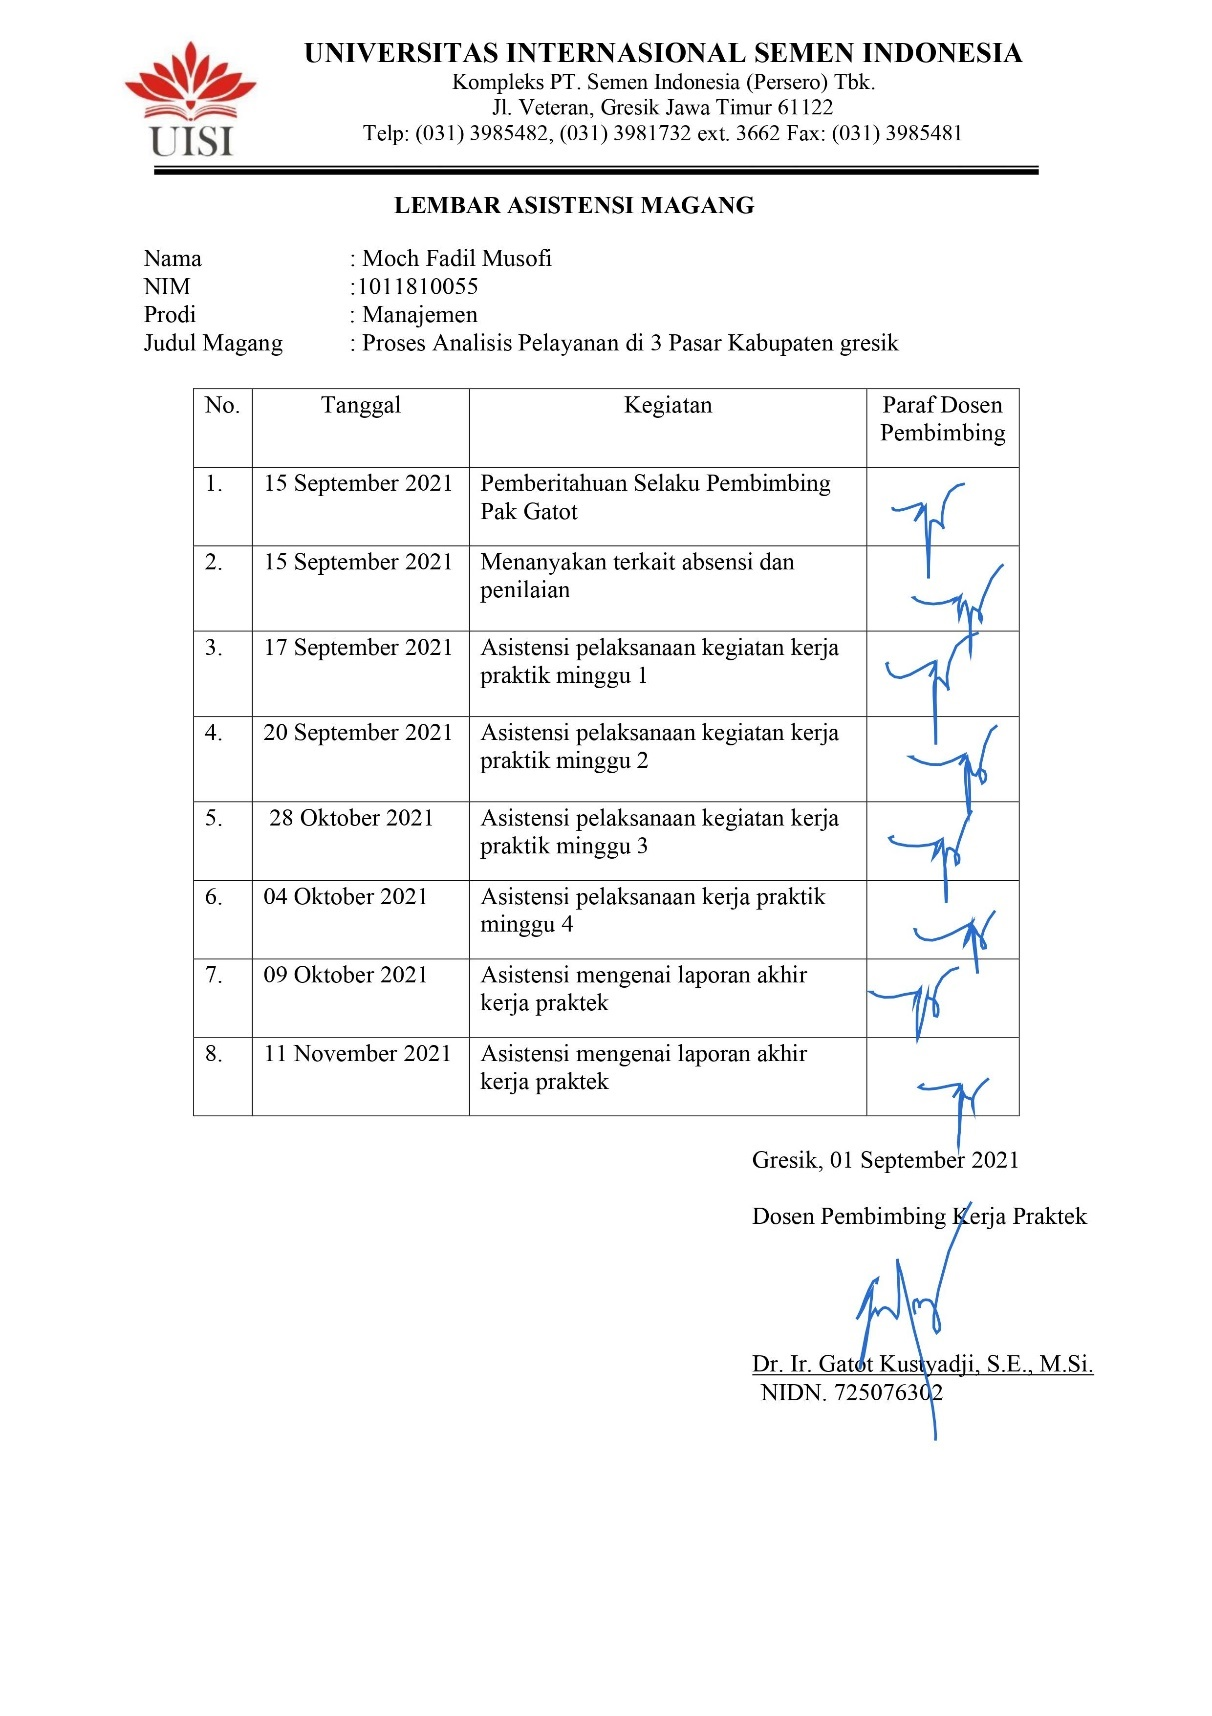 UISI
UNIVERSITAS INTERNASIONAL SEMEN INDONESIA
Kompleks PT. Semen Indonesia (Persero) Tbk.
Jl. Veteran, Gresik Jawa Timur 61122
Telp: (031) 3985482, (031) 3981732 ext. 3662 Fax: (031) 3985481
LEMBAR ASISTENSI MAGANG
Nama : Moch Fadil Musofi
NIM :1011810055
Prodi : Manajemen
Judul Magang : Proses Analisis Pelayanan di 3 Pasar Kabupaten gresik
No. Tanggal Kegiatan Paraf Dosen
Pembimbing
1. 15 September 2021 Pemberitahuan Selaku Pembimbing
Pak Gatot
2. 15 September 2021 Menanyakan terkait absensi dan
penilaian
3. 17 September 2021 Asistensi pelaksanaan kegiatan kerja
praktik minggu 1
4. 20 September 2021 Asistensi pelaksanaan kegiatan kerja
praktik minggu 2
5. 28 Oktober 2021 Asistensi pelaksanaan kegiatan kerja
praktik minggu 3
6. 04 Oktober 2021 Asistensi pelaksanaan kerja praktik
minggu 4
7. 09 Oktober 2021 Asistensi mengenai laporan akhir
kerja praktek
8. 11 November 2021 Asistensi mengenai laporan akhir
kerja praktek
Gresik, 01 September 2021
Dosen Pembimbing Kerja Praktek
Dr. Ir. Gatot Kustyadji, S.E., M.Si.
NIDN. 725076302